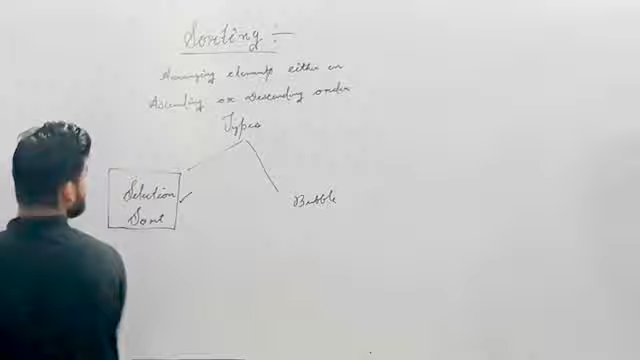 Sorting :-
Arranging elements either in
Ascending or Descending order
Types
Selection
Sort
Bubble